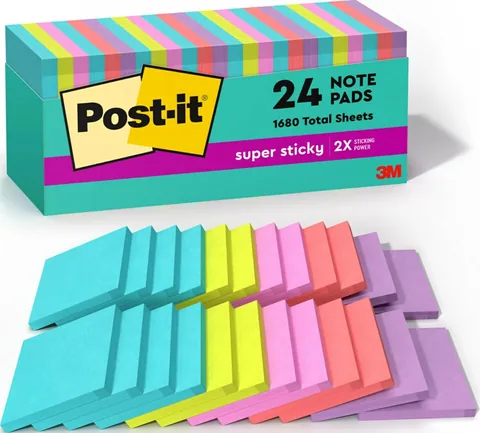 Post-it®
24 NOTE
PADS
1680 Total Sheets
super sticky 2X STICKING
POWER
3M